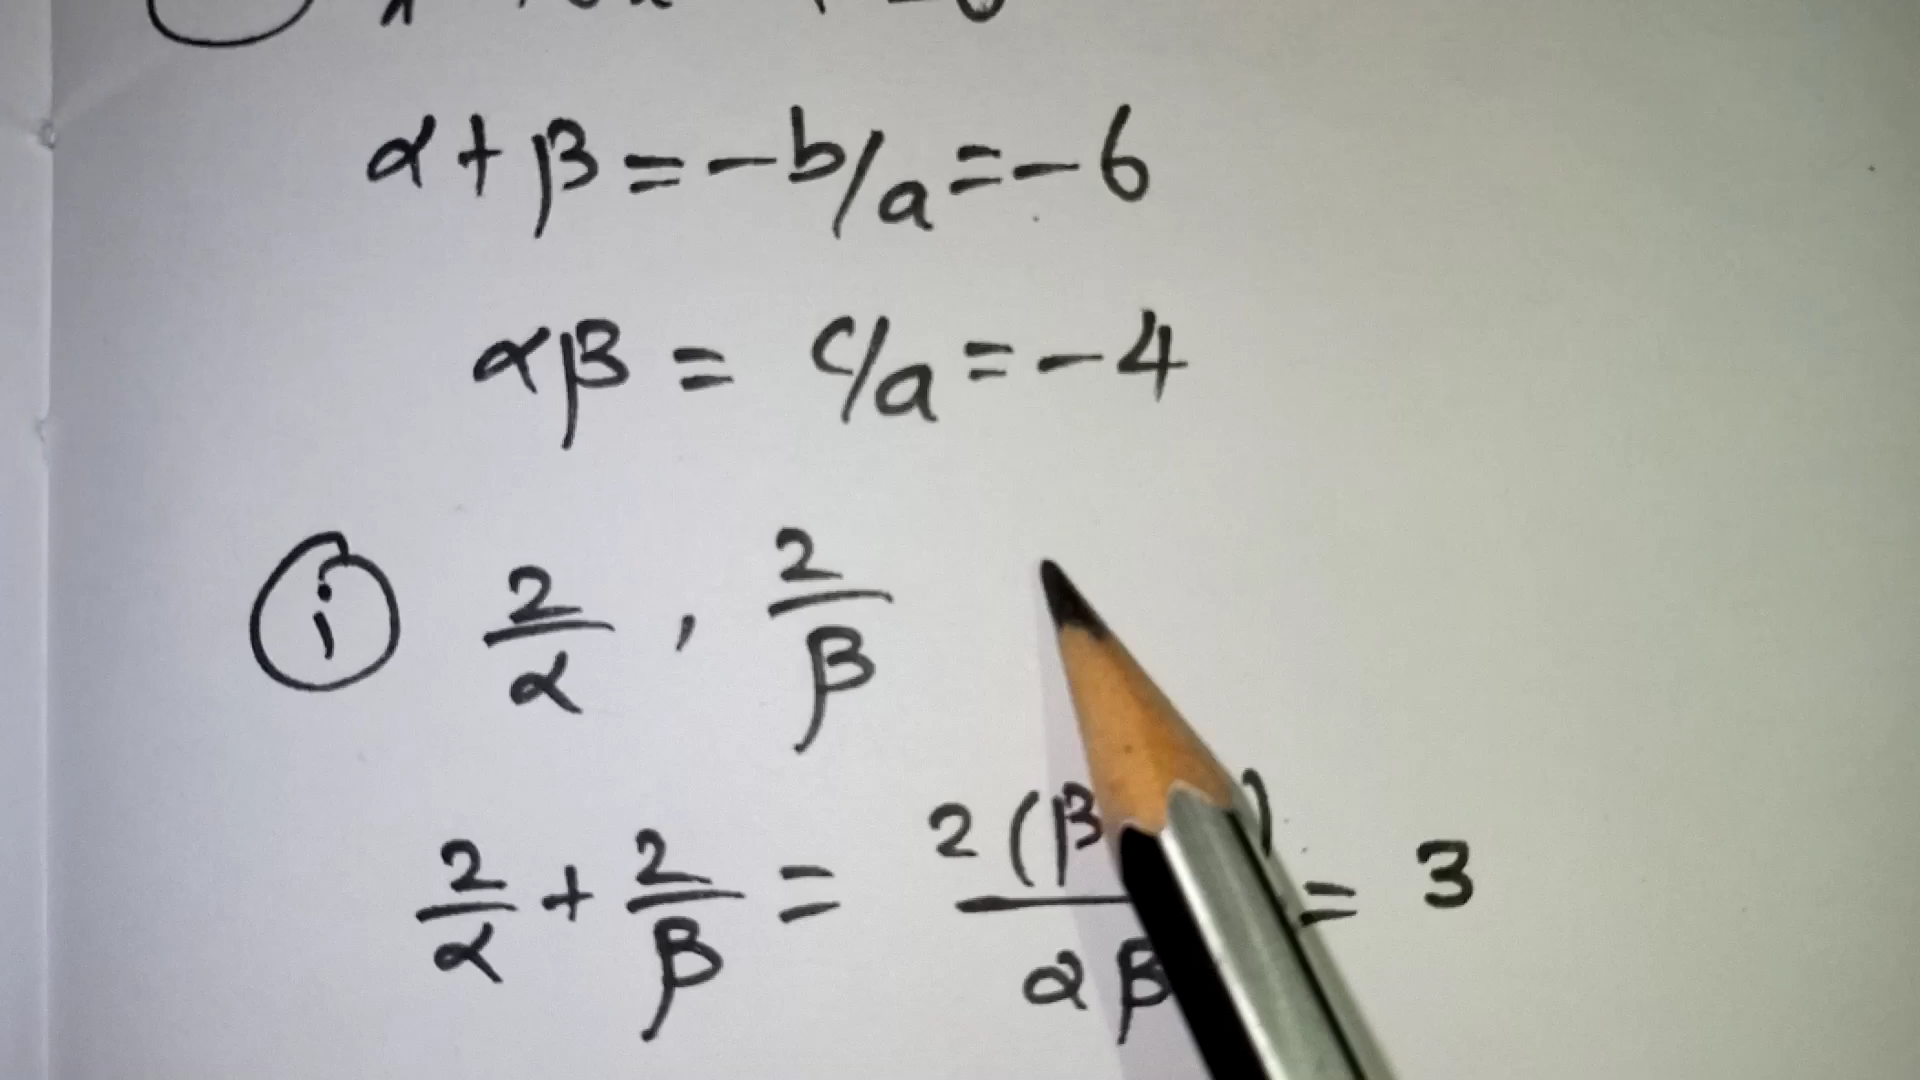 α + β = - b/a = - 6
αβ = c/a = - 4
i 2/α , 2/β
2/α + 2/β = 2(β )/αβ = 3